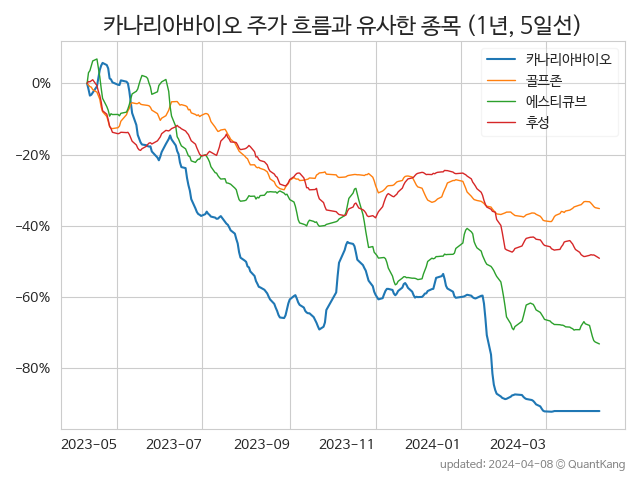 카나리아바이오 주가 흐름과 유사한 종목 (1년, 5일선)
카나리아바이오
골프존
에스티큐브
후성
0%
−20%
−40%
−60%
−80%
2023-05 2023-07 2023-09 2023-11 2024-01 2024-03
updated: 2024-04-08 © QuantKang